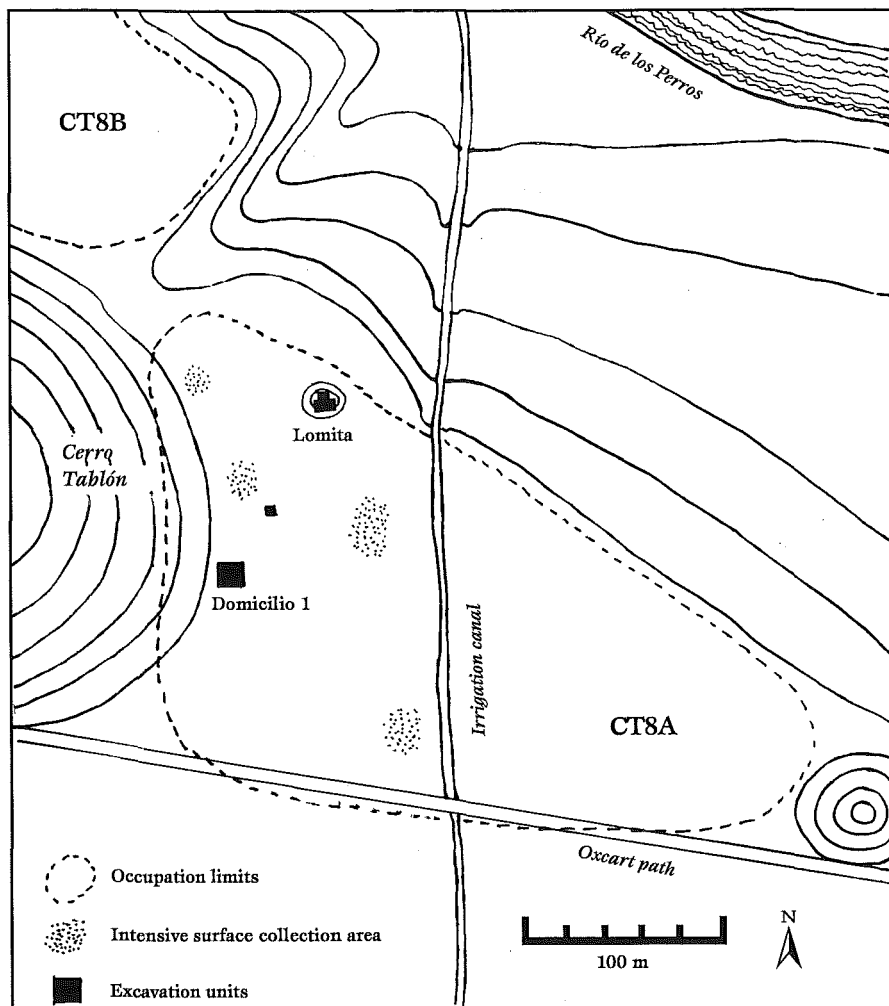 Río de los Perros
CT8B
Lomita
Cerro
Tablón
Domicilio 1
Irrigation canal
CT8A
Oxcart path
Occupation limits
Intensive surface collection area
Excavation units
N
100 m